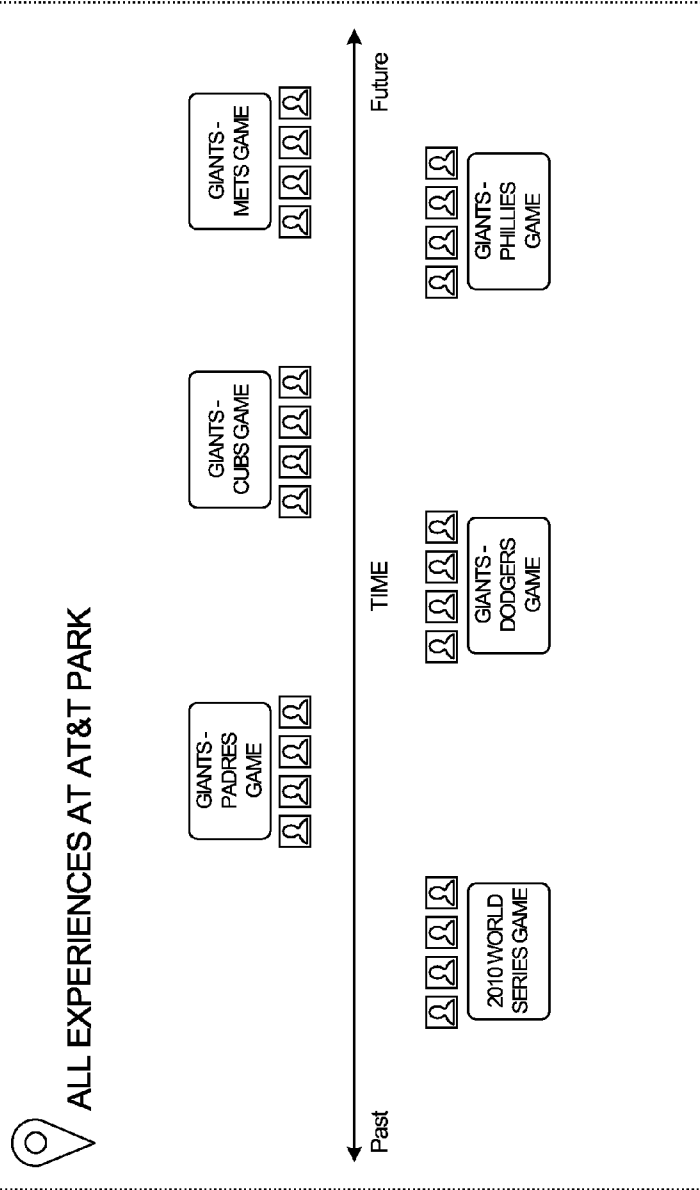 ALL EXPERIENCES AT AT&T PARK
GIANTS -
PADRES
GAME
GIANTS -
CUBS GAME
GIANTS -
METS GAME
Past
TIME
Future
2010 WORLD
SERIES GAME
GIANTS -
DODGERS
GAME
GIANTS -
PHILLIES
GAME